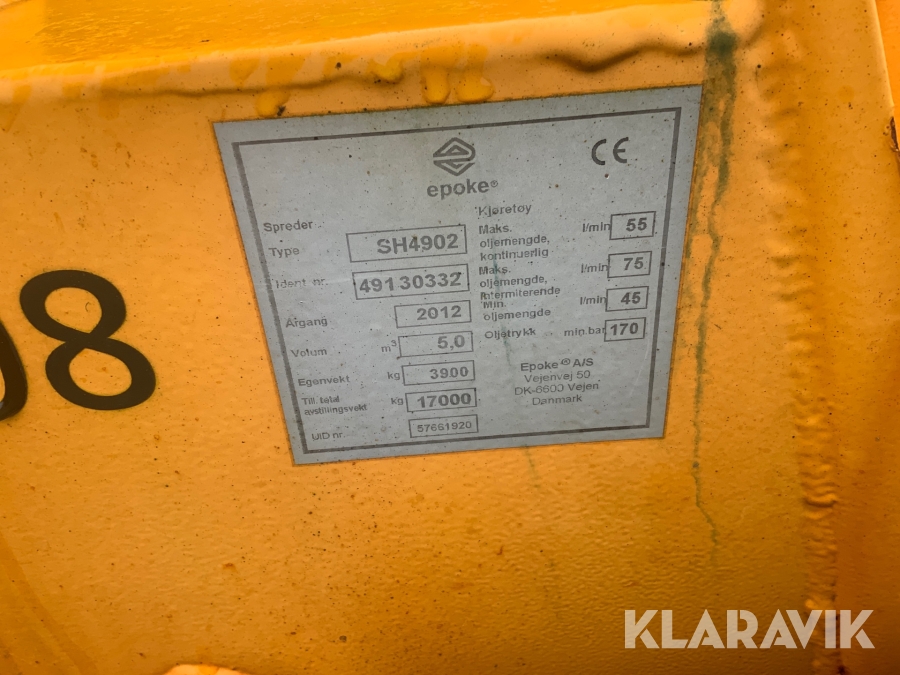 epoke®
CE
Spreder
Type SH4902
Ident. nr. 49130332
Årgang 2012
Volum m³ 5,0
Egenvekt kg 3900
Till. total
avstillingsvekt kg 17000
UID nr. 57661920
Kjøretøy
Maks.
oljemengde,
kontinuerlig l/min 55
Maks.
oljemengde,
intermiterende l/min 75
Min.
oljemengde l/min 45
Oljetrykk min.bar 170
Epoke® A/S
Vejenvej 50
DK-6600 Vejen
Danmark
08
KLARAVIK